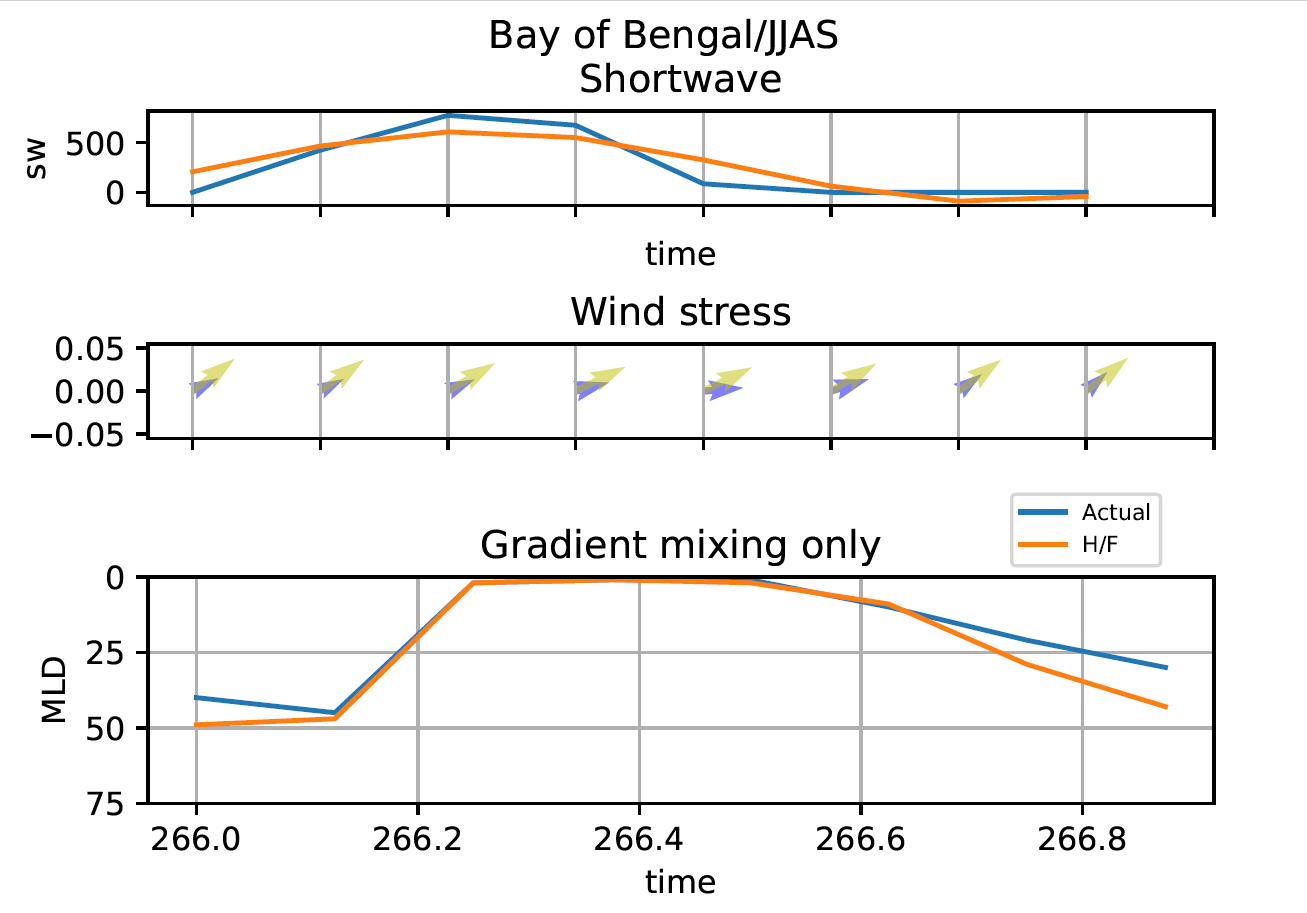 Bay of Bengal/JJAS
Shortwave
sw
500
0
time
Wind stress
0.05
0.00
−0.05
Actual
H/F
Gradient mixing only
MLD
0
25
50
75
266.0 266.2 266.4 266.6 266.8
time